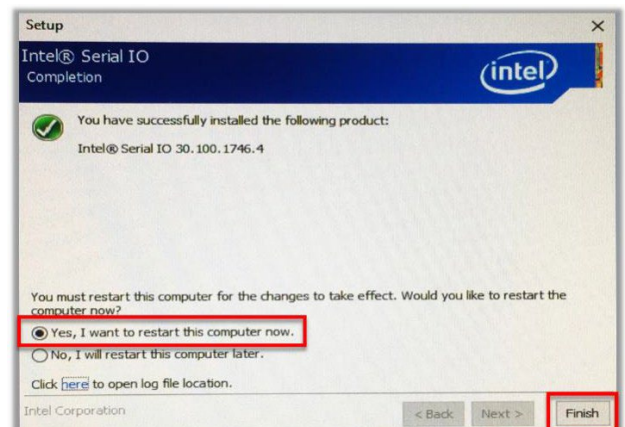 Setup
Intel® Serial IO
Completion
intel
You have successfully installed the following product:
Intel® Serial IO 30.100.1746.4
You must restart this computer for the changes to take effect. Would you like to restart the
computer now?
Yes, I want to restart this computer now.
No, I will restart this computer later.
Click here to open log file location.
Intel Corporation
< Back Next > Finish